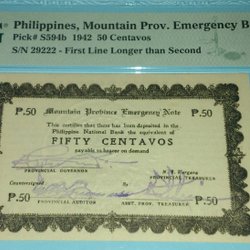 Philippines, Mountain Prov. Emergency B
Pick# S594b 1942 50 Centavos
S/N 29222 - First Line Longer than Second
Mountain Province Emergency Note
₱.50 ₱.50
This certifies that there has been deposited in the
Philippine National Bank the equivalent of
FIFTY CENTAVOS
payable to bearer on demand
PROVINCIAL GOVERNOR PROVINCIAL TREASURER
Countersigned
₱.50 ₱.50
PROVINCIAL AUDITOR ASST. PROV. TREASURER